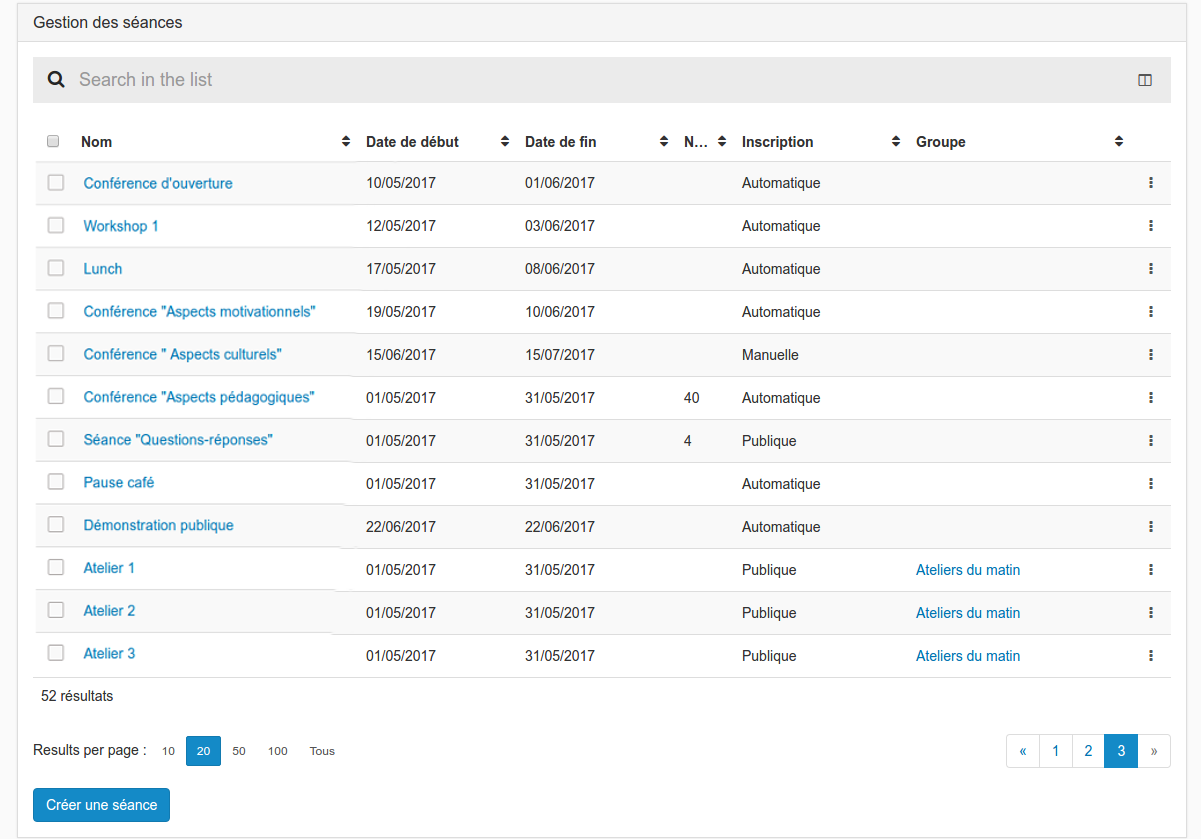 Gestion des séances
Search in the list
Nom Date de début Date de fin N... Inscription Groupe
Conférence d'ouverture 10/05/2017 01/06/2017 Automatique
Workshop 1 12/05/2017 03/06/2017 Automatique
Lunch 17/05/2017 08/06/2017 Automatique
Conférence "Aspects motivationnels" 19/05/2017 10/06/2017 Automatique
Conférence " Aspects culturels" 15/06/2017 15/07/2017 Manuelle
Conférence "Aspects pédagogiques" 01/05/2017 31/05/2017 40 Automatique
Séance "Questions-réponses" 01/05/2017 31/05/2017 4 Publique
Pause café 01/05/2017 31/05/2017 Automatique
Démonstration publique 22/06/2017 22/06/2017 Automatique
Atelier 1 01/05/2017 31/05/2017 Publique Ateliers du matin
Atelier 2 01/05/2017 31/05/2017 Publique Ateliers du matin
Atelier 3 01/05/2017 31/05/2017 Publique Ateliers du matin
52 résultats
Results per page : 10 20 50 100 Tous « 1 2 3 »
Créer une séance